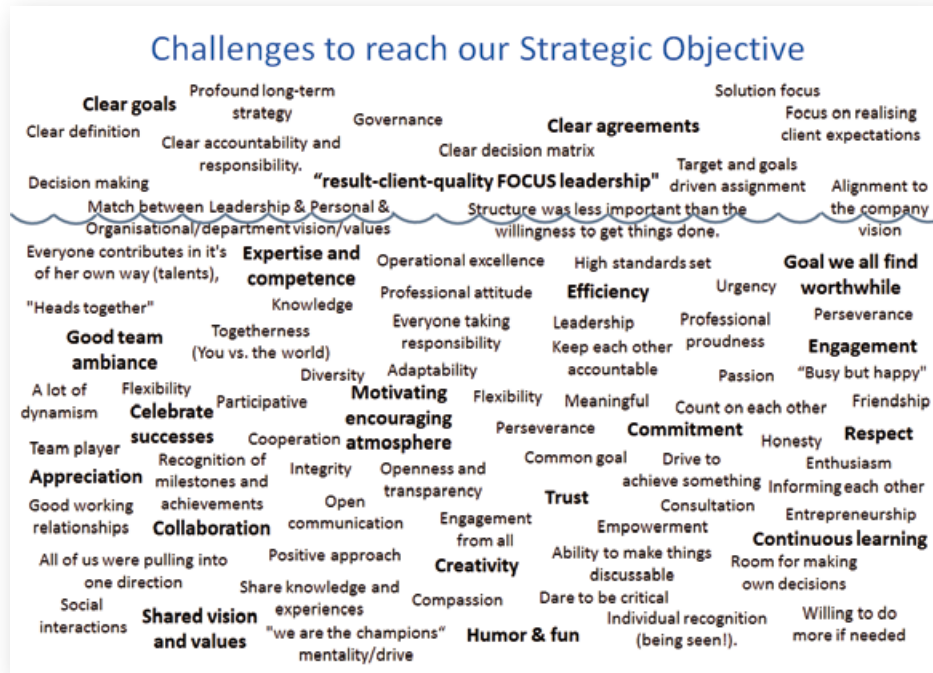 Challenges to reach our Strategic Objective
Clear goals
Profound long-term
strategy
Solution focus
Clear definition
Governance
Clear agreements
Focus on realising
client expectations
Clear accountability and
responsibility.
Clear decision matrix
Decision making
“result-client-quality FOCUS leadership"
Target and goals
driven assignment
Alignment to
the company
vision
Match between Leadership & Personal &
Organisational/department vision/values
Structure was less important than the
willingness to get things done.
Everyone contributes in it's
of her own way (talents),
Expertise and
competence
Operational excellence
High standards set
Goal we all find
worthwhile
"Heads together"
Knowledge
Professional attitude
Efficiency
Urgency
Perseverance
Good team
ambiance
Togetherness
(You vs. the world)
Everyone taking
responsibility
Leadership
Keep each other
accountable
Professional
proudness
Engagement
Diversity
Adaptability
Passion
“Busy but happy"
A lot of
dynamism
Flexibility
Celebrate
successes
Participative
Motivating
encouraging
atmosphere
Flexibility
Meaningful
Count on each other
Friendship
Team player
Cooperation
Perseverance
Commitment
Honesty
Respect
Appreciation
Recognition of
milestones and
achievements
Integrity
Openness and
transparency
Common goal
Drive to
achieve something
Enthusiasm
Informing each other
Good working
relationships
Collaboration
Open
communication
Engagement
from all
Trust
Empowerment
Consultation
Entrepreneurship
Continuous learning
All of us were pulling into
one direction
Positive approach
Creativity
Ability to make things
discussable
Room for making
own decisions
Social
interactions
Shared vision
and values
Share knowledge and
experiences
Compassion
Dare to be critical
"we are the champions“
mentality/drive
Humor & fun
Individual recognition
(being seen!).
Willing to do
more if needed